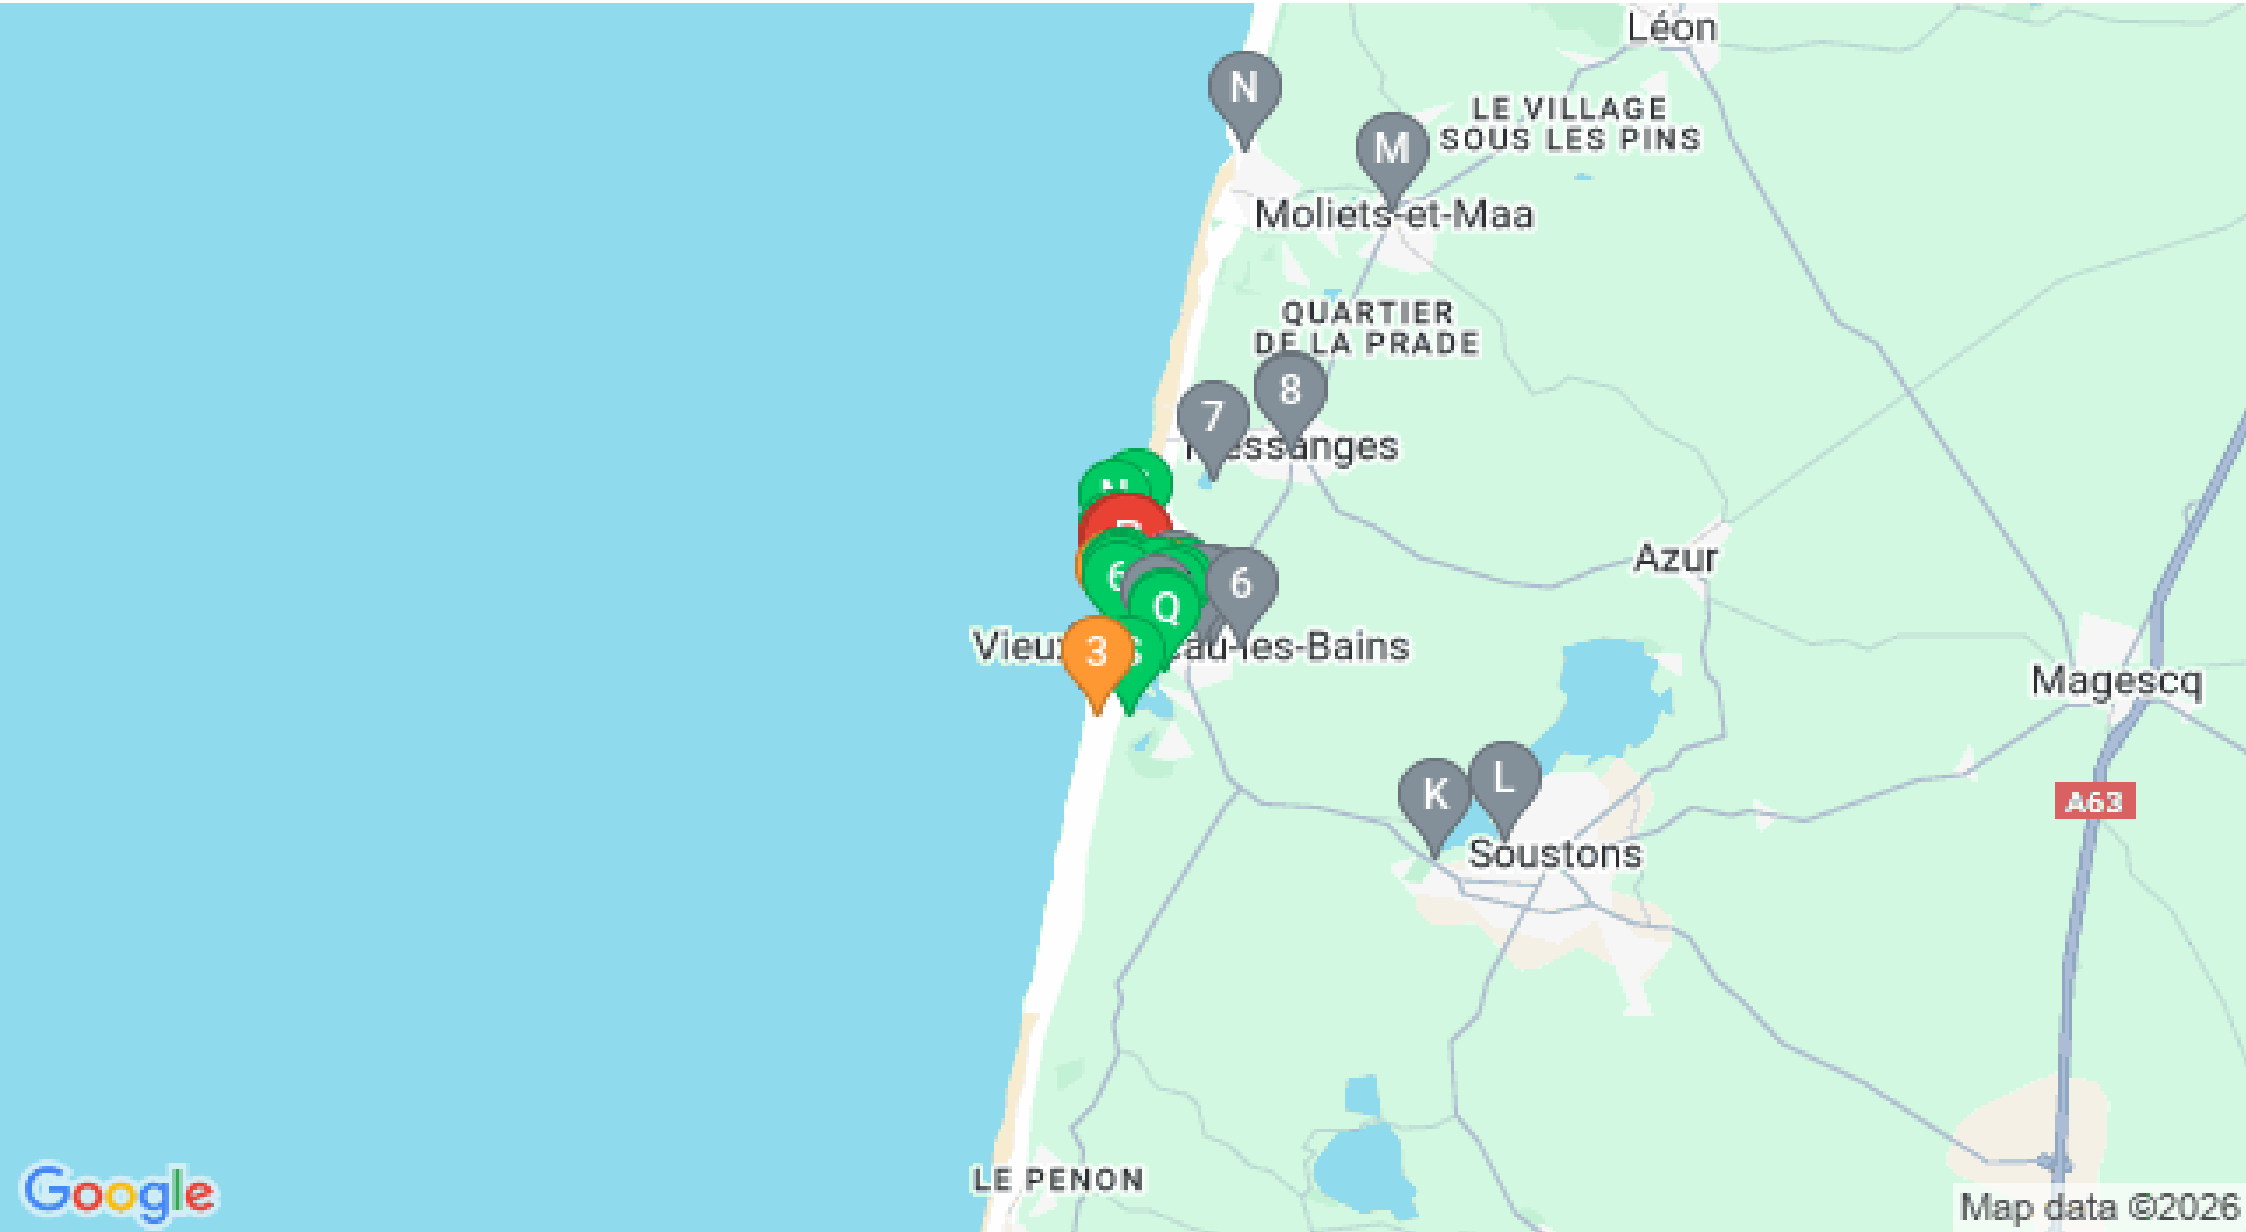 Léon
N
LE VILLAGE
SOUS LES PINS
M
Moliets-et-Maa
QUARTIER
DE LA PRADE
8
7
Azur
6
6
Q
3
Magescq
L
K
A63
Soustons
LE PENON
Google
Map data ©2026